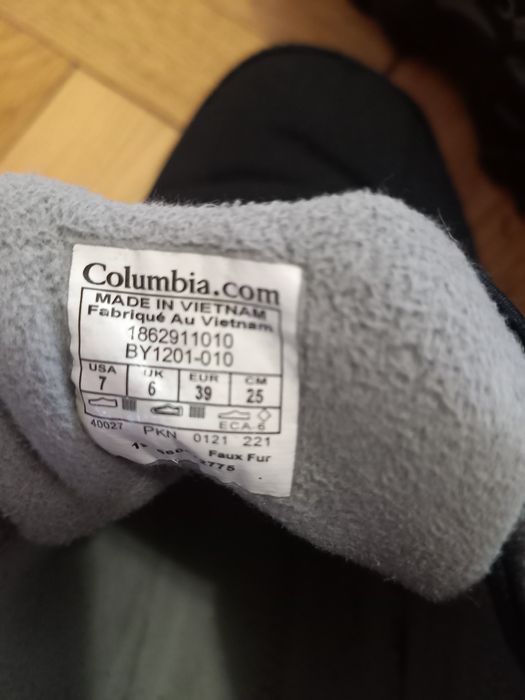 Columbia.com
MADE IN VIETNAM
Fabriqué Au Vietnam
1862911010
BY1201-010
USA UK EUR CM
7 6 39 25
ECA-6
40027 PKN 0121 221
Faux Fur